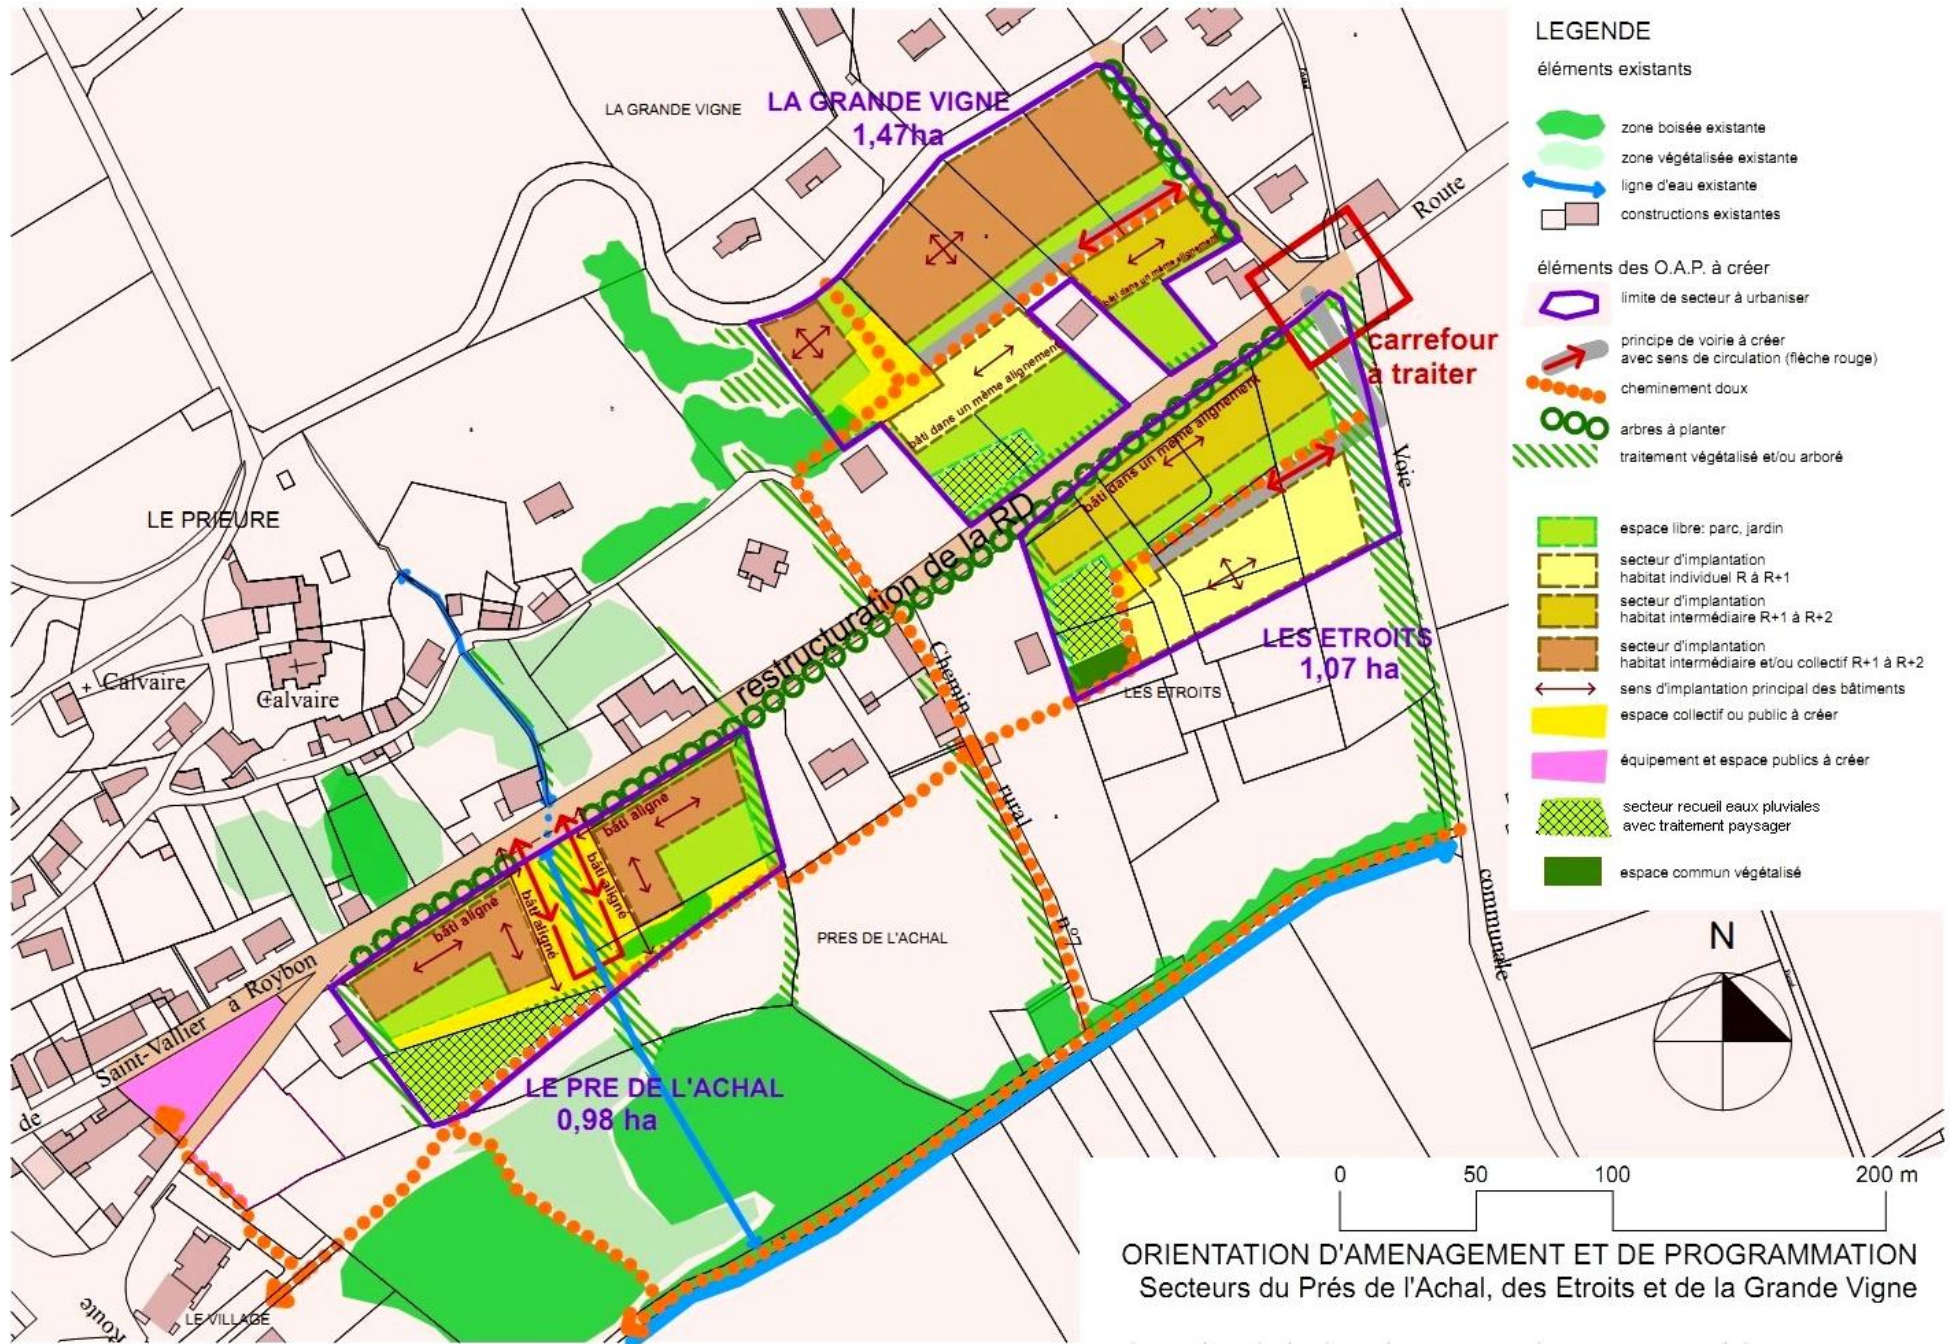 LEGENDE
éléments existants
zone boisée existante
zone végétalisée existante
ligne d'eau existante
constructions existantes
éléments des O.A.P. à créer
limite de secteur à urbaniser
principe de voirie à créer
avec sens de circulation (flèche rouge)
cheminement doux
arbres à planter
traitement végétalisé et/ou arboré
espace libre: parc, jardin
secteur d'implantation
habitat individuel R à R+1
secteur d'implantation
habitat intermédiaire R+1 à R+2
secteur d'implantation
habitat intermédiaire et/ou collectif R+1 à R+2
sens d'implantation principal des bâtiments
espace collectif ou public à créer
équipement et espace publics à créer
secteur recueil eaux pluviales
avec traitement paysager
espace commun végétalisé
LA GRANDE VIGNE
LA GRANDE VIGNE
1,47ha
Route
bâti dans un même alignement
bâti dans un même alignement
carrefour
à traiter
bâti dans un même alignement
Voie
LE PRIEURE
restructuration de la RD
LES ETROITS
1,07 ha
LES ETROITS
Calvaire
Calvaire
Chemin
rural
n°7
communale
bâti aligné
bâti aligné
bâti aligné
bâti aligné
PRES DE L'ACHAL
de
Saint-Vallier
à Roybon
LE PRE DE L'ACHAL
0,98 ha
Route
LE VILLAGE
N
0 50 100 200 m
ORIENTATION D'AMENAGEMENT ET DE PROGRAMMATION
Secteurs du Prés de l'Achal, des Etroits et de la Grande Vigne